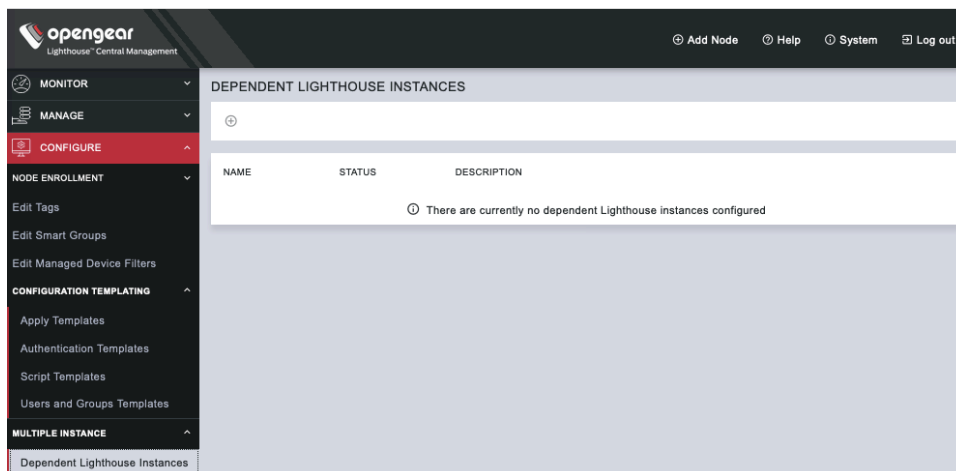 opengear
Lighthouse™ Central Management
Add Node
Help
System
Log out
MONITOR
MANAGE
CONFIGURE
NODE ENROLLMENT
Edit Tags
Edit Smart Groups
Edit Managed Device Filters
CONFIGURATION TEMPLATING
Apply Templates
Authentication Templates
Script Templates
Users and Groups Templates
MULTIPLE INSTANCE
Dependent Lighthouse Instances
DEPENDENT LIGHTHOUSE INSTANCES
NAME STATUS DESCRIPTION
There are currently no dependent Lighthouse instances configured